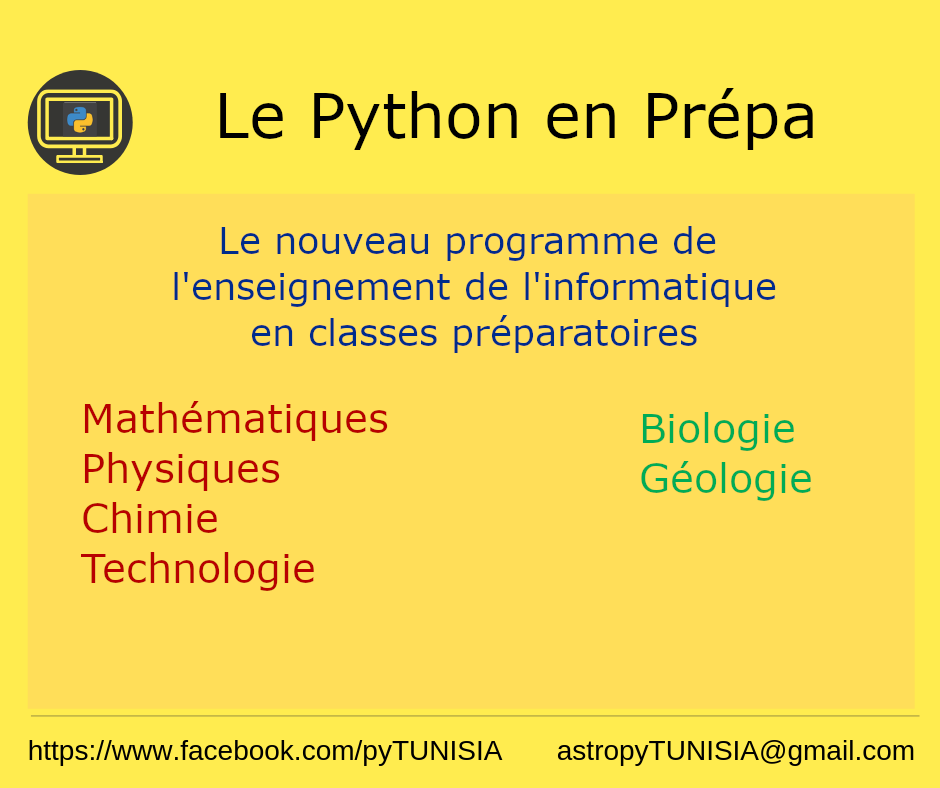 Le Python en Prépa
Le nouveau programme de
l'enseignement de l'informatique
en classes préparatoires
Mathématiques
Physiques
Chimie
Technologie
Biologie
Géologie
https://www.facebook.com/pyTUNISIA
astropyTUNISIA@gmail.com